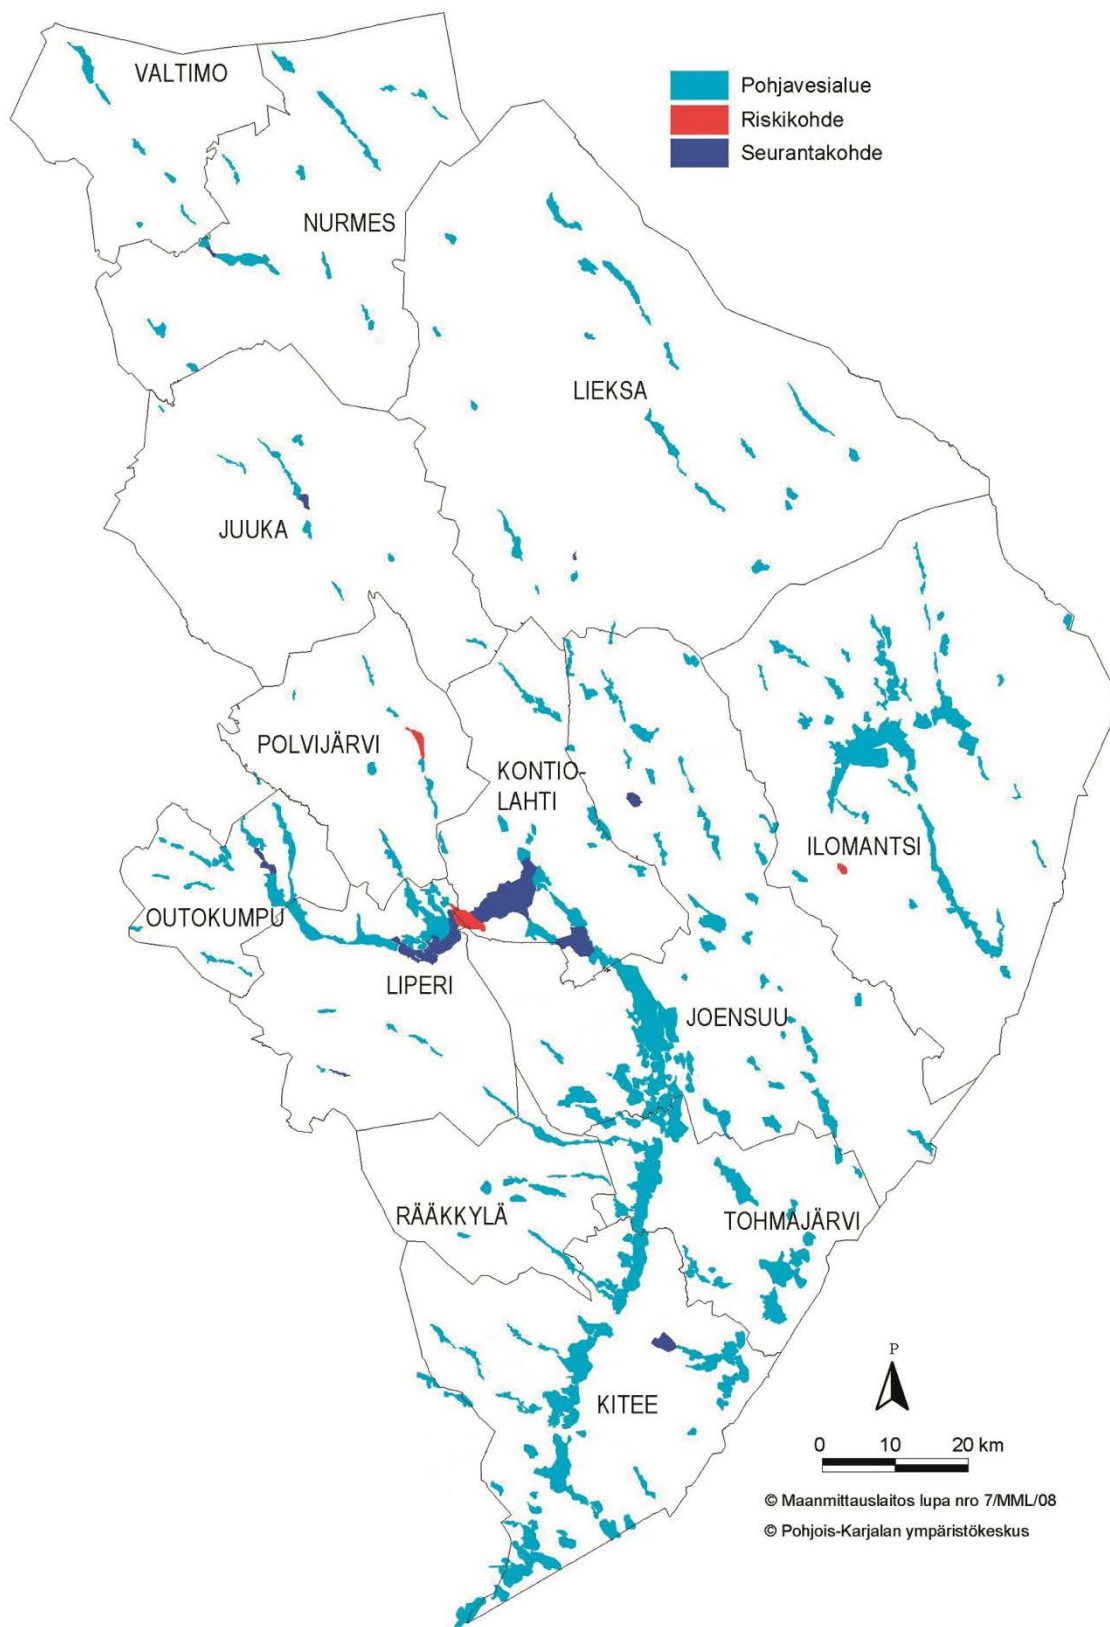 VALTIMO
Pohjavesialue
Riskikohde
Seurantakohde
NURMES
LIEKSA
JUUKA
POLVIJÄRVI
KONTIO-
LAHTI
ILOMANTSI
OUTOKUMPU
LIPERI
JOENSUU
RÄÄKKYLÄ
TOHMAJÄRVI
KITEE
P
0 10 20 km
© Maanmittauslaitos lupa nro 7/MML/08
© Pohjois-Karjalan ympäristökeskus